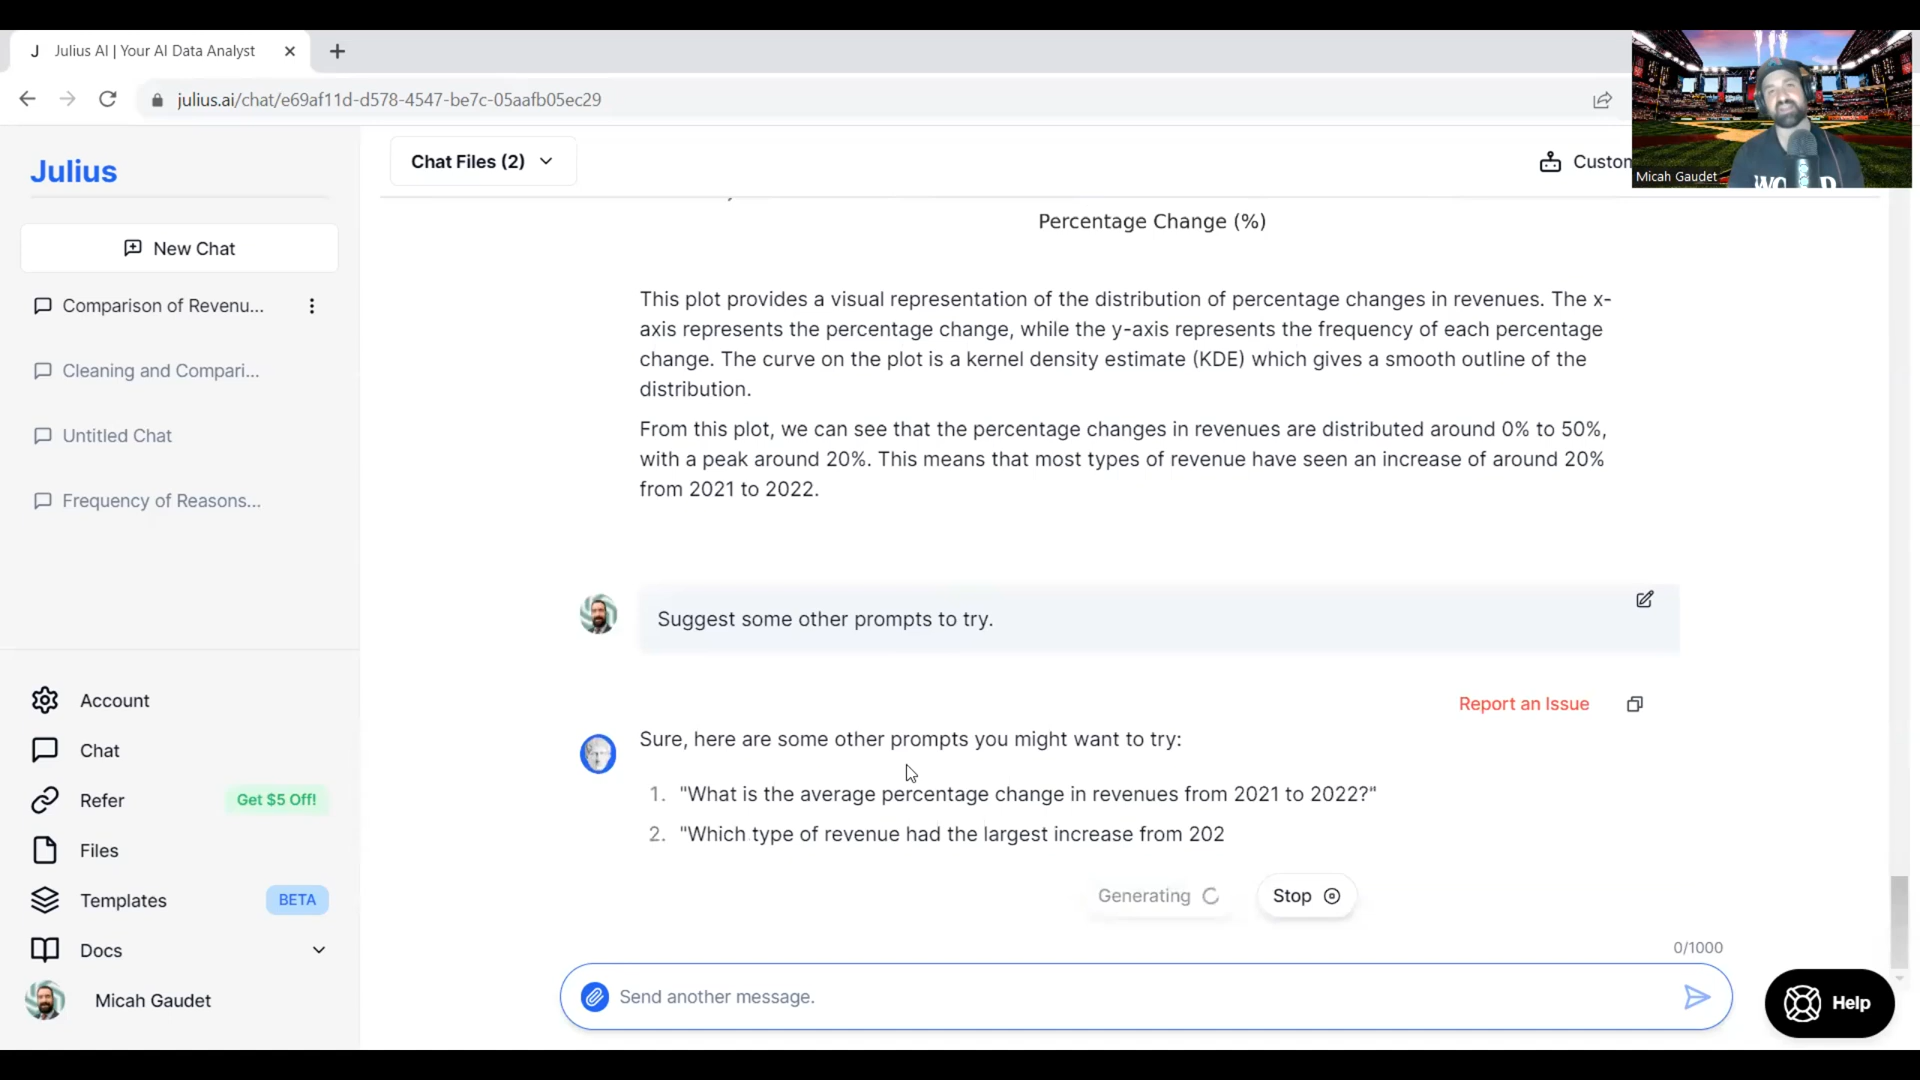 J Julius AI | Your AI Data Analyst
julius.ai/chat/e69af11d-d578-4547-be7c-05aafb05ec29
Julius
New Chat
Comparison of Revenu...
Cleaning and Compari...
Untitled Chat
Frequency of Reasons...
Account
Chat
Refer Get $5 Off!
Files
Templates BETA
Docs
Micah Gaudet
Chat Files (2)
Custom
Micah Gaudet
Percentage Change (%)
This plot provides a visual representation of the distribution of percentage changes in revenues. The x-
axis represents the percentage change, while the y-axis represents the frequency of each percentage
change. The curve on the plot is a kernel density estimate (KDE) which gives a smooth outline of the
distribution.
From this plot, we can see that the percentage changes in revenues are distributed around 0% to 50%,
with a peak around 20%. This means that most types of revenue have seen an increase of around 20%
from 2021 to 2022.
Suggest some other prompts to try.
Report an Issue
Sure, here are some other prompts you might want to try:
1. "What is the average percentage change in revenues from 2021 to 2022?"
2. "Which type of revenue had the largest increase from 202
Generating
Stop
0/1000
Send another message.
Help